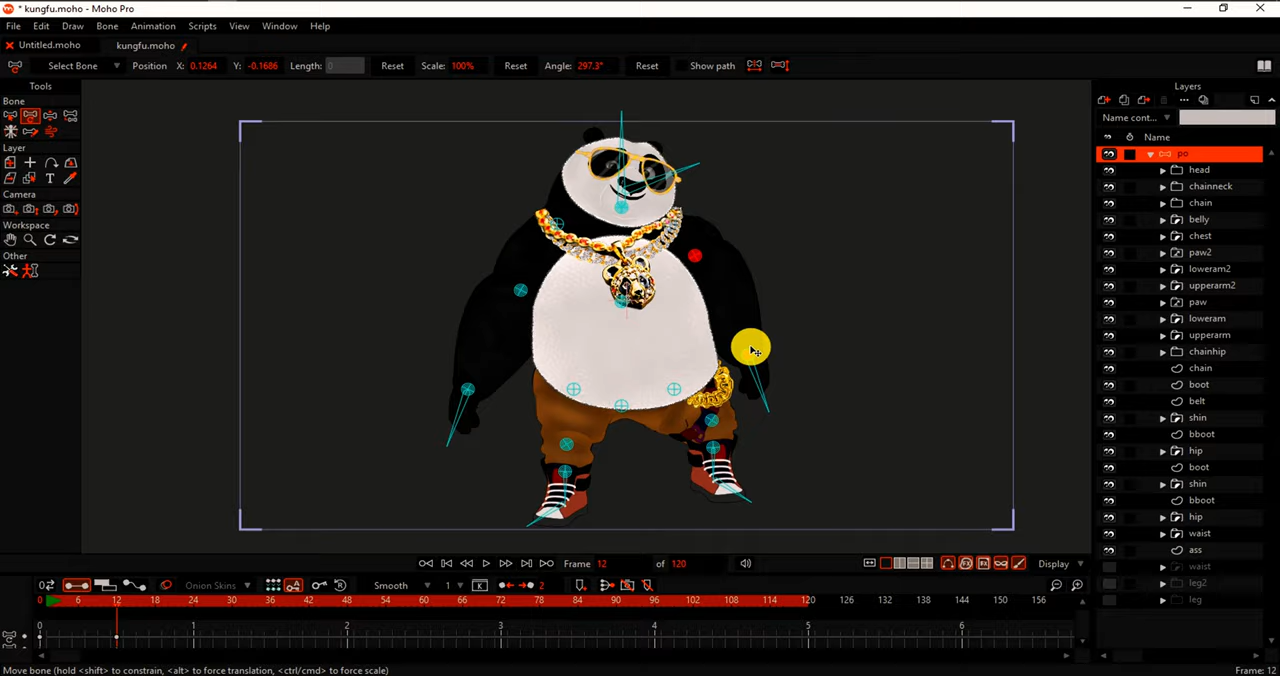 * kungfu.moho - Moho Pro
File Edit Draw Bone Animation Scripts View Window Help
Untitled.moho kungfu.moho
Select Bone Position X: 0.1264 Y: -0.1686 Length: 0 Reset Scale: 100% Reset Angle: 297.3° Reset Show path
Tools
Bone
Layer
Camera
Workspace
Other
Layers
Name cont...
Name
po
head
chainneck
chain
belly
chest
paw2
loweram2
upperarm2
paw
loweram
upperarm
chainhip
chain
boot
belt
shin
bboot
hip
boot
shin
bboot
hip
waist
ass
waist
leg2
leg
Frame 12 of 120 Display
Onion Skins Smooth 1 2
0 6 12 18 24 30 36 42 48 54 60 66 72 78 84 90 96 102 108 114 120 126 132 138 144 150 156
0 1 2 3 4 5 6
Move bone (hold <shift> to constrain, <alt> to force translation, <ctrl/cmd> to force scale) Frame: 12